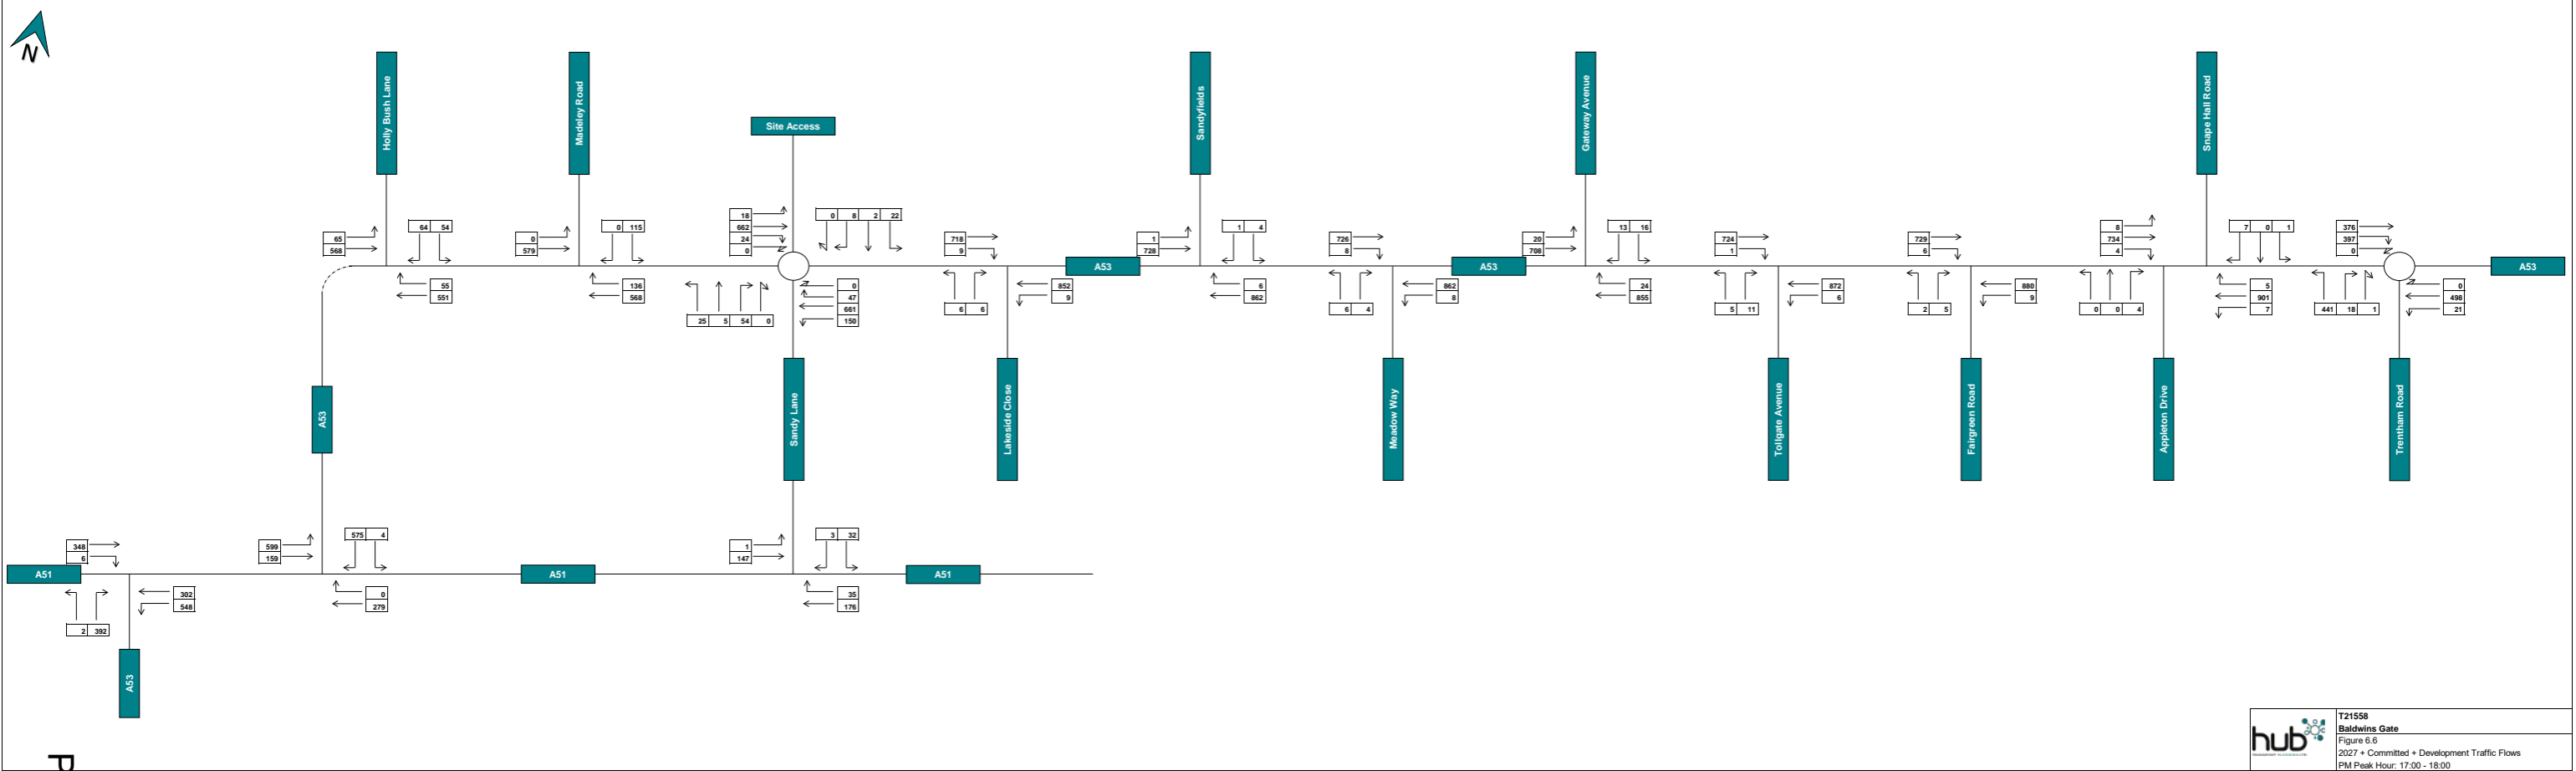 N
Holly Bush Lane
Madeley Road
Site Access
Sandyfields
Gateway Avenue
Snape Hall Road
18
662
24
0
0 8 2 22
65
568
64 54
0
579
0 115
718
9
1
728
1 4
726
8
20
708
13 16
724
1
729
6
8
734
4
7 0 1
376
397
0
A53
A53
A53
55
551
136
568
25 5 54 0
0
47
661
150
6 6
852
9
6
862
6 4
862
8
24
855
5 11
872
6
2 5
880
9
0 0 4
5
901
7
441 18 1
0
498
21
A53
Sandy Lane
Lakeside Close
Meadow Way
Tollgate Avenue
Fairgreen Road
Appleton Drive
Trentham Road
348
6
599
159
575 4
1
147
3 32
A51
A51
A51
2 392
302
548
0
279
35
176
A53
P
hub
T21558
Baldwins Gate
Figure 6.6
2027 + Committed + Development Traffic Flows
PM Peak Hour: 17:00 - 18:00